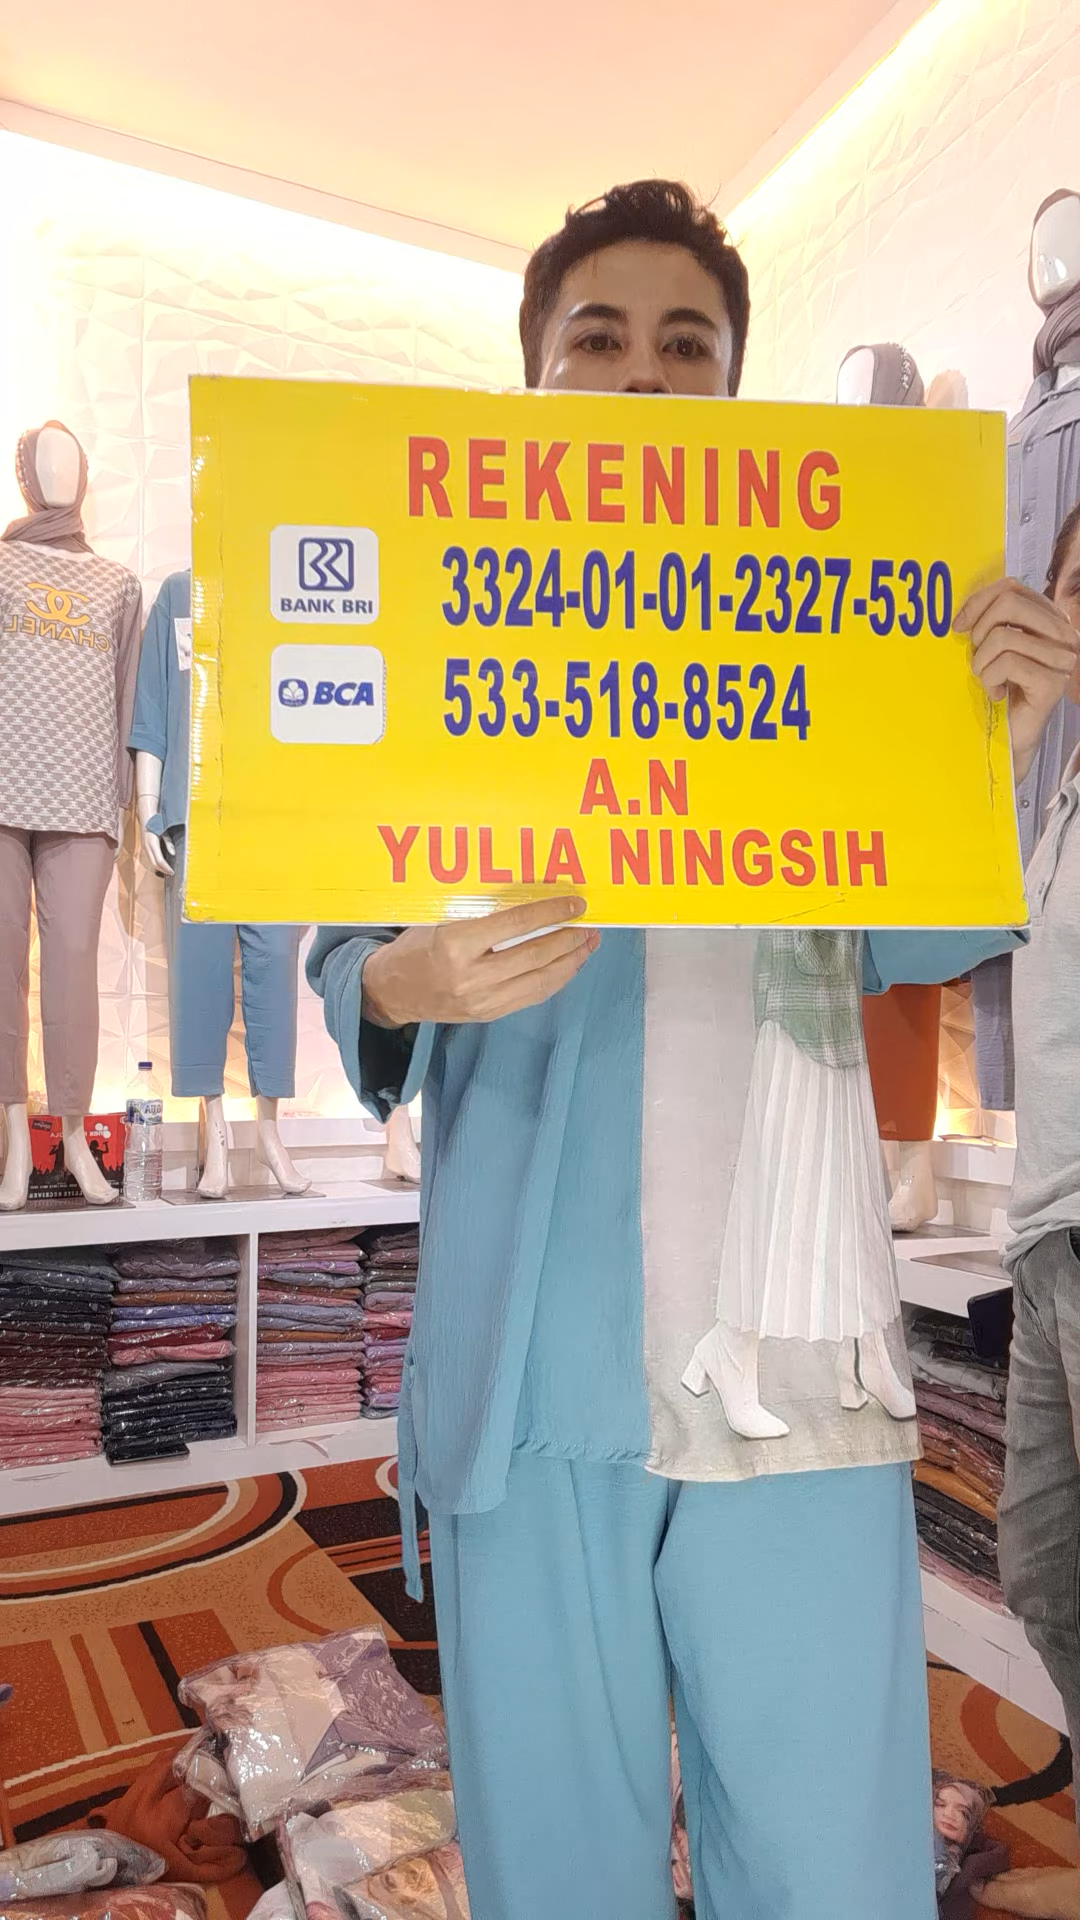 REKENING
BANK BRI 3324-01-01-2327-530
BCA 533-518-8524
A.N
YULIA NINGSIH
CHANEL